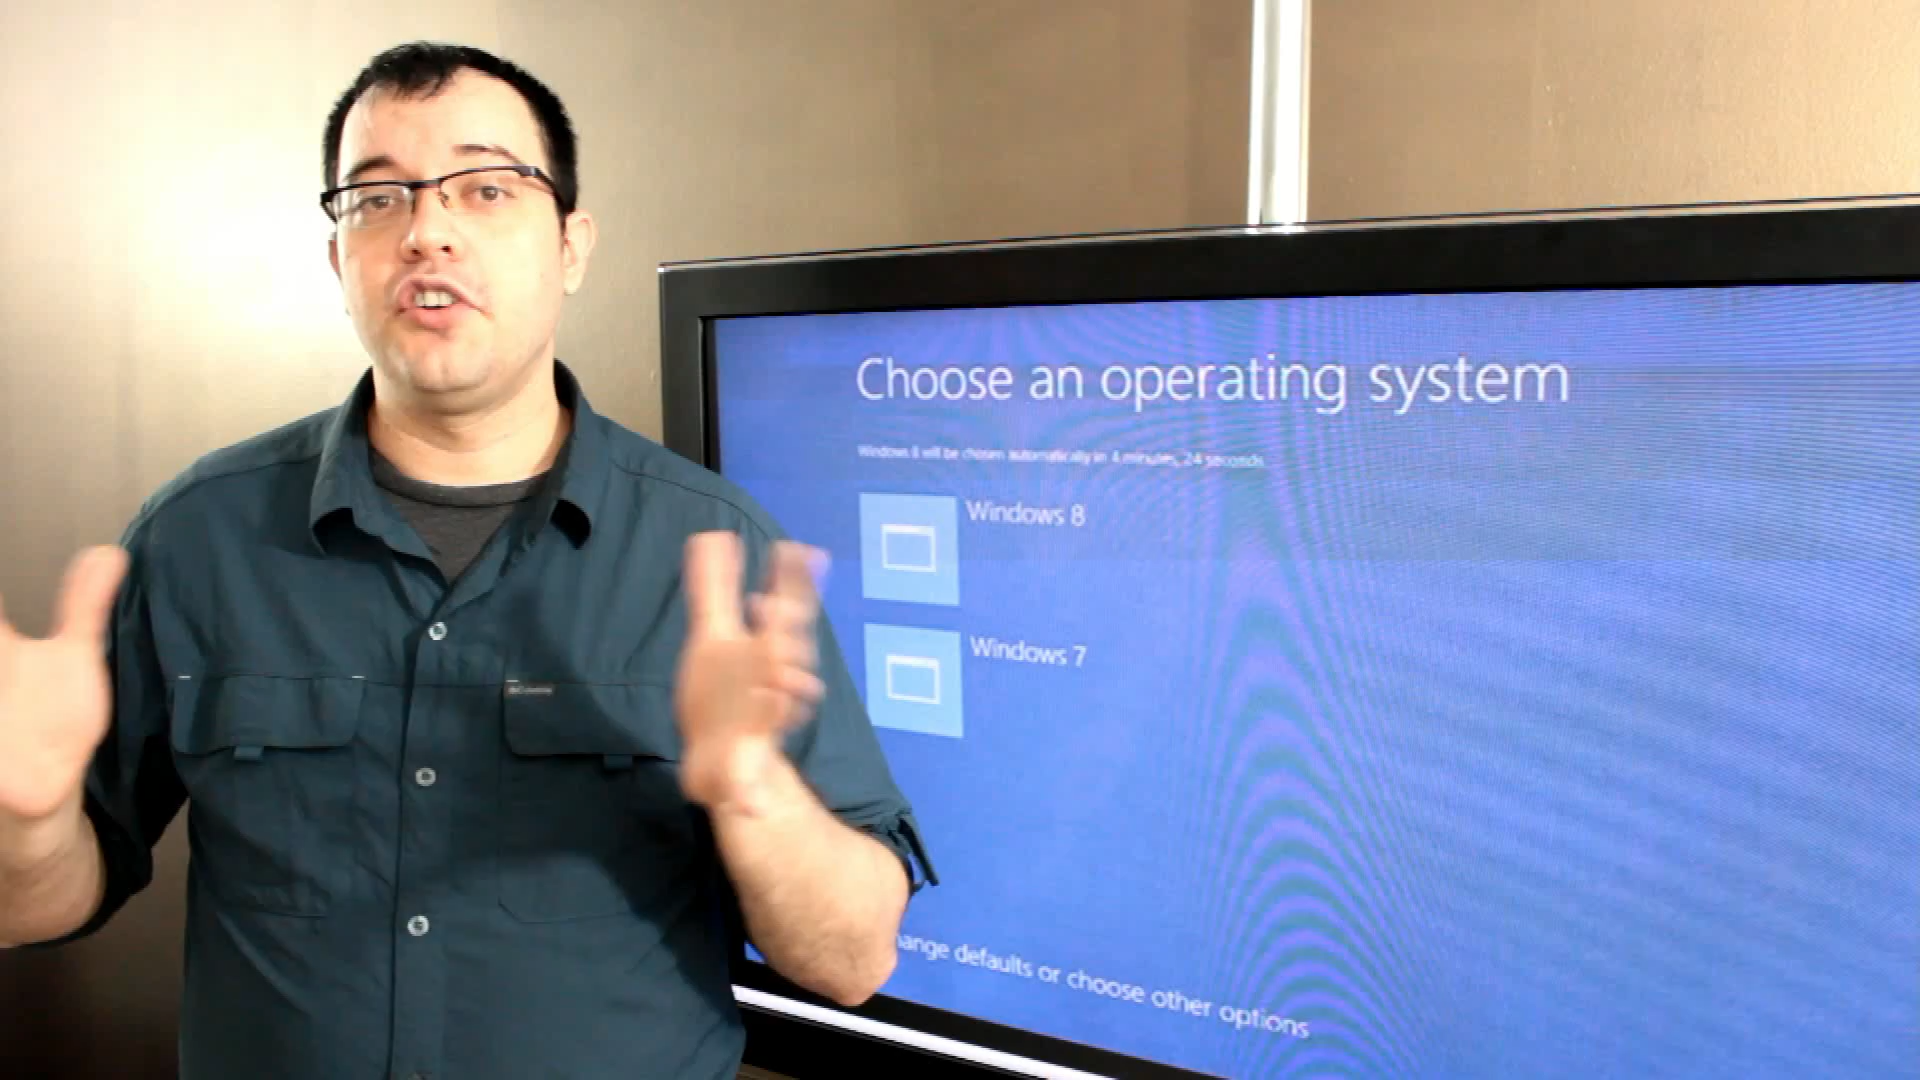 Choose an operating system
Windows 8 will be chosen automatically in 4 minutes, 24 seconds.
Windows 8
Windows 7
hange defaults or choose other options